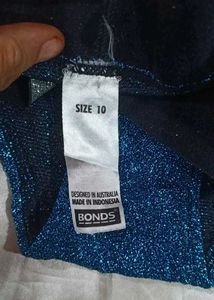 SIZE 10
DESIGNED IN AUSTRALIA
MADE IN INDONESIA
BONDS